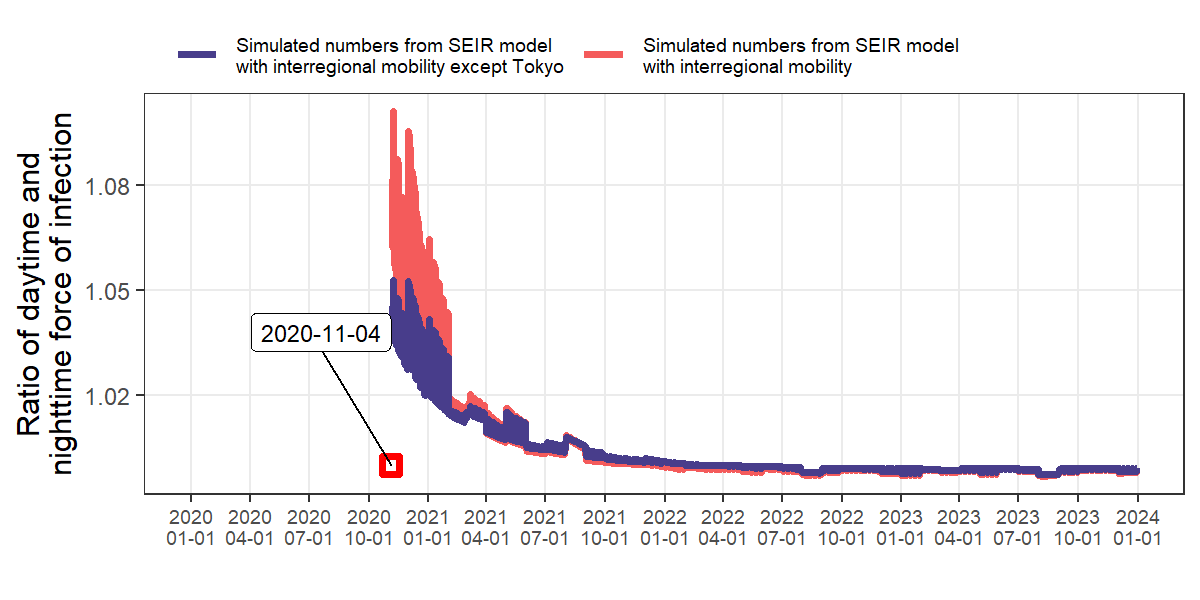 Simulated numbers from SEIR model
with interregional mobility except Tokyo
Simulated numbers from SEIR model
with interregional mobility
Ratio of daytime and
nighttime force of infection
1.08
1.05
1.02
2020-11-04
2020 2020 2020 2020 2021 2021 2021 2021 2022 2022 2022 2022 2023 2023 2023 2023 2024
01-01 04-01 07-01 10-01 01-01 04-01 07-01 10-01 01-01 04-01 07-01 10-01 01-01 04-01 07-01 10-01 01-01